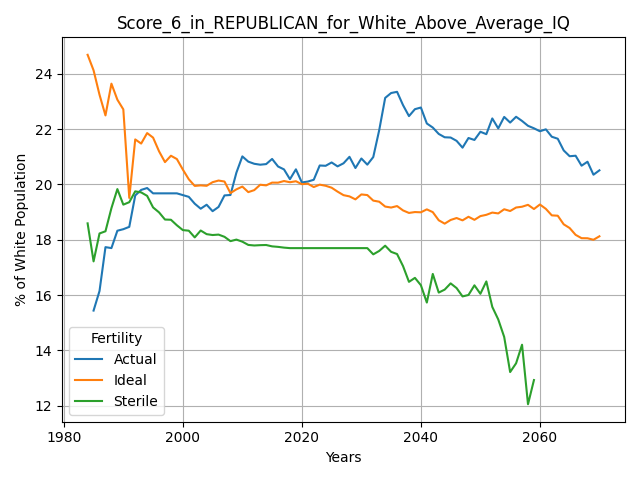 Score_6_in_REPUBLICAN_for_White_Above_Average_IQ
% of White Population
24
22
20
18
16
14
12
Fertility
Actual
Ideal
Sterile
1980
2000
2020
2040
2060
Years